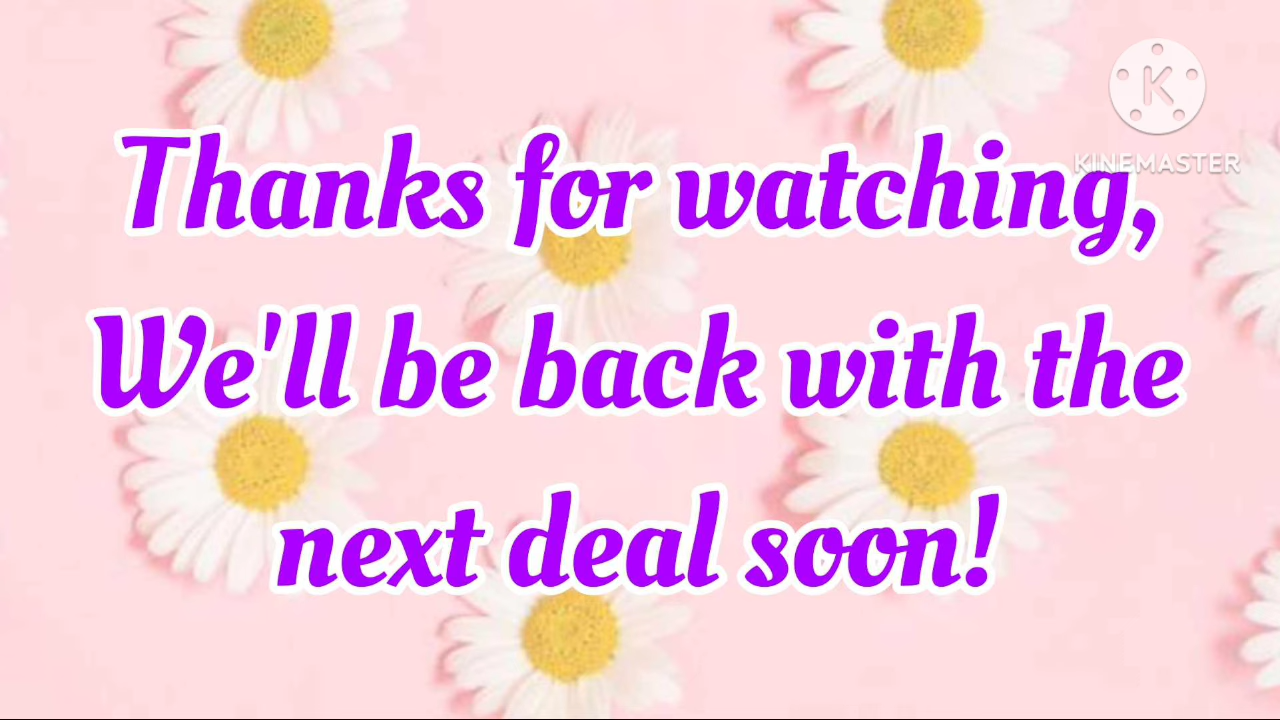 K
KINEMASTER
Thanks for watching,
We'll be back with the
next deal soon!